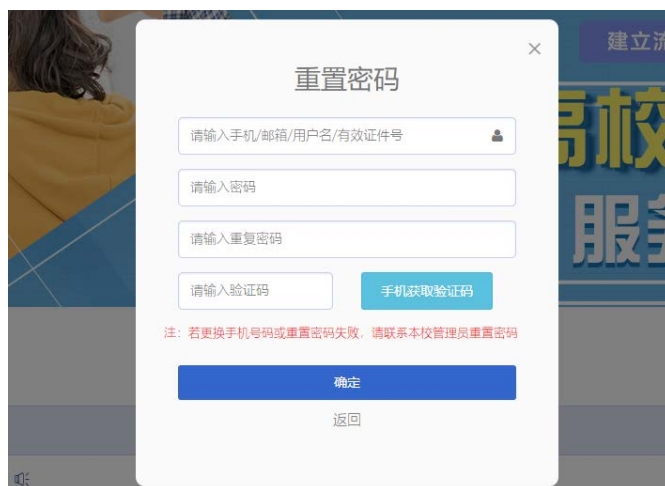 建立流
重置密码
请输入手机/邮箱/用户名/有效证件号
高校
请输入密码
服务
请输入重复密码
请输入验证码
手机获取验证码
注：若更换手机号码或重置密码失败，请联系本校管理员重置密码
确定
返回